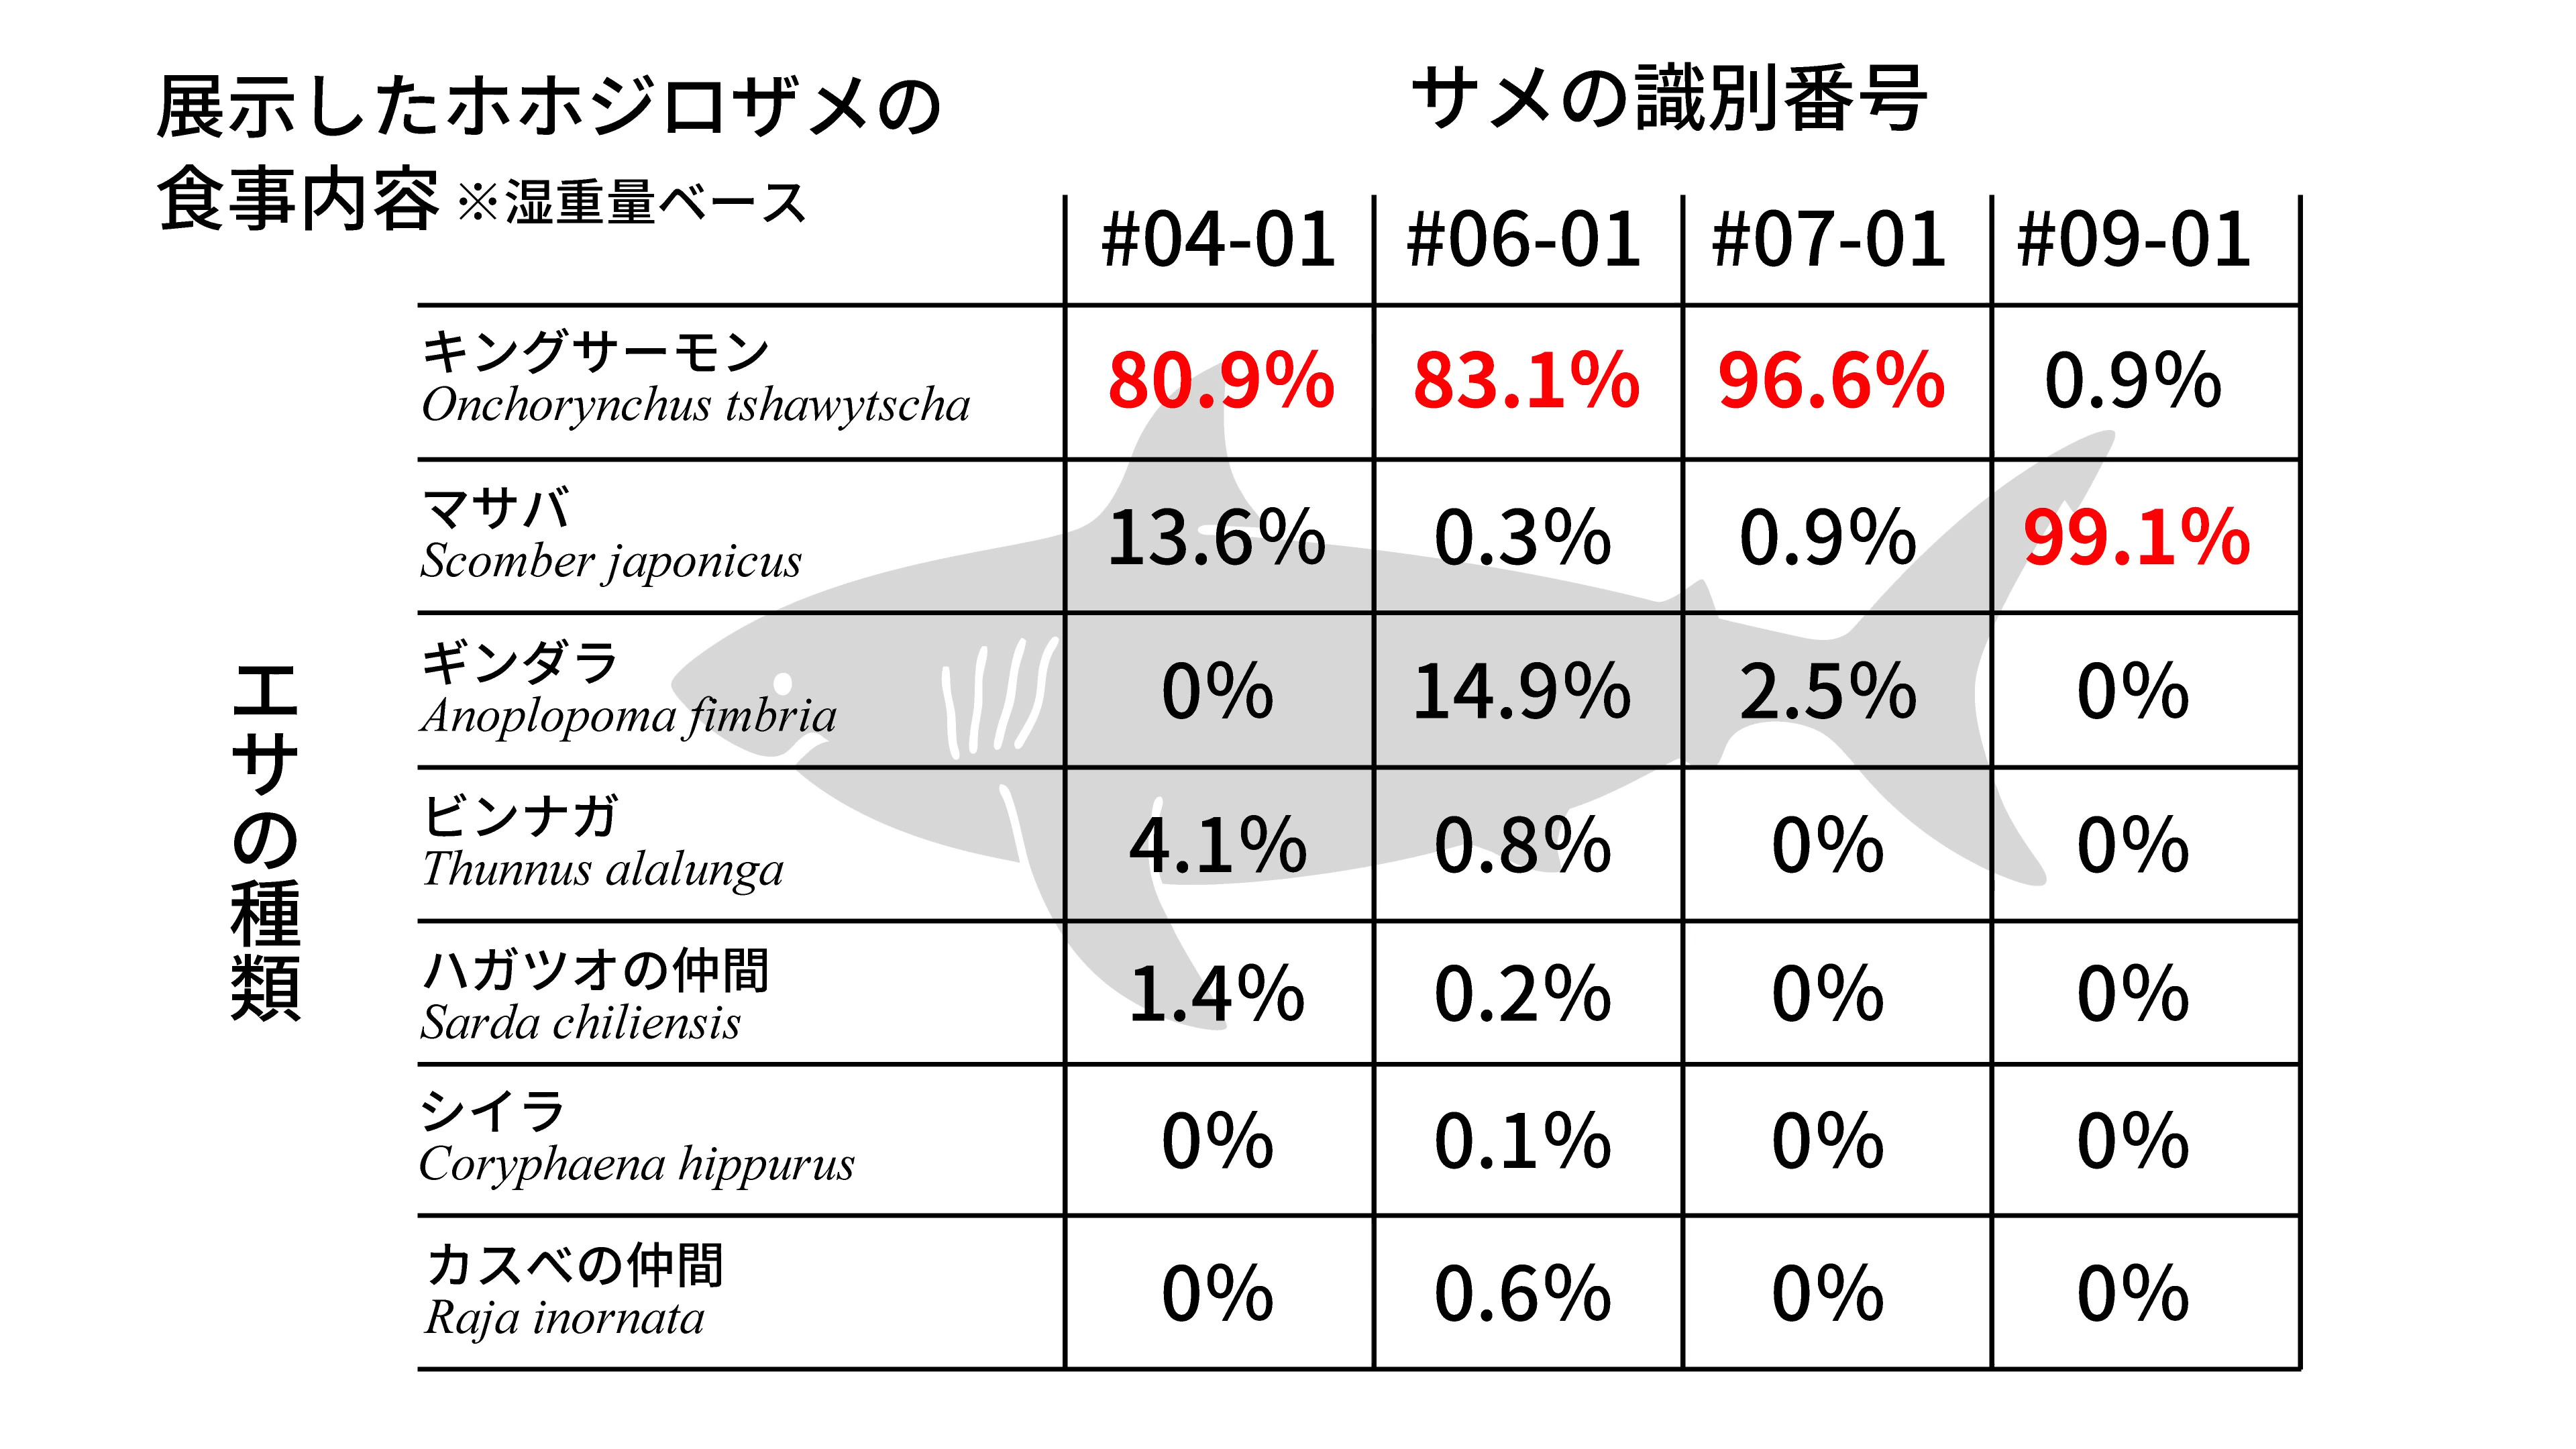 展示したホホジロザメの
食事内容 ※湿重量ベース
サメの識別番号
#04-01 #06-01 #07-01 #09-01
エサの種類
キングサーモン
Onchorynchus tshawytscha
80.9% 83.1% 96.6% 0.9%
マサバ
Scomber japonicus
13.6% 0.3% 0.9% 99.1%
ギンダラ
Anoplopoma fimbria
0% 14.9% 2.5% 0%
ビンナガ
Thunnus alalunga
4.1% 0.8% 0% 0%
ハガツオの仲間
Sarda chiliensis
1.4% 0.2% 0% 0%
シイラ
Coryphaena hippurus
0% 0.1% 0% 0%
カスベの仲間
Raja inornata
0% 0.6% 0% 0%